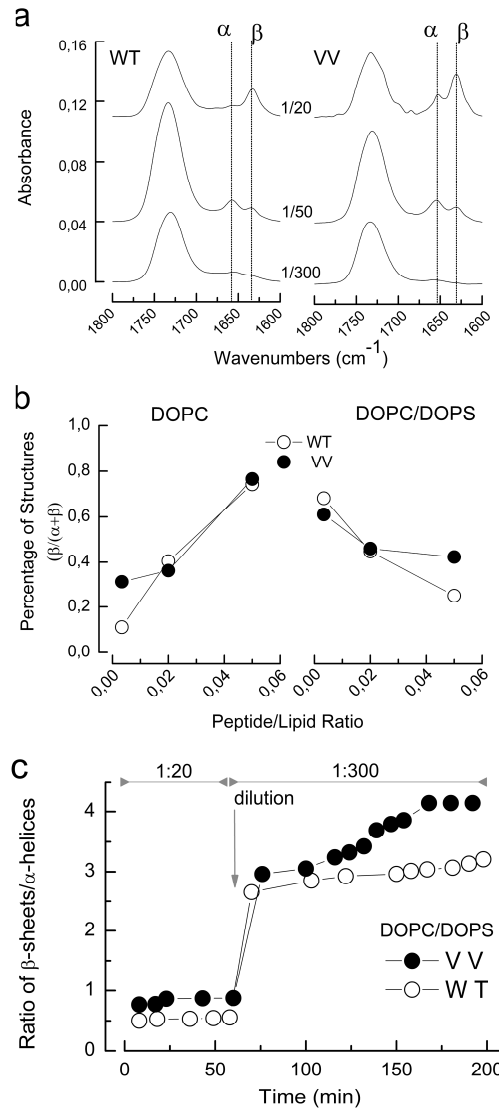 a
WT
α
β
VV
α
β
0,16
0,12
0,08
0,04
0,00
Absorbance
1/20
1/50
1/300
1800
1750
1700
1650
1600
1800
1750
1700
1650
1600
Wavenumbers (cm-1)
b
DOPC
DOPC/DOPS
WT
VV
1,0
0,8
0,6
0,4
0,2
0,0
Percentage of Structures
(β/(α+β)
0,00
0,02
0,04
0,06
0,00
0,02
0,04
0,06
Peptide/Lipid Ratio
c
1:20
1:300
dilution
4
3
2
1
0
Ratio of β-sheets/α-helices
DOPC/DOPS
V V
W T
0
50
100
150
200
Time (min)